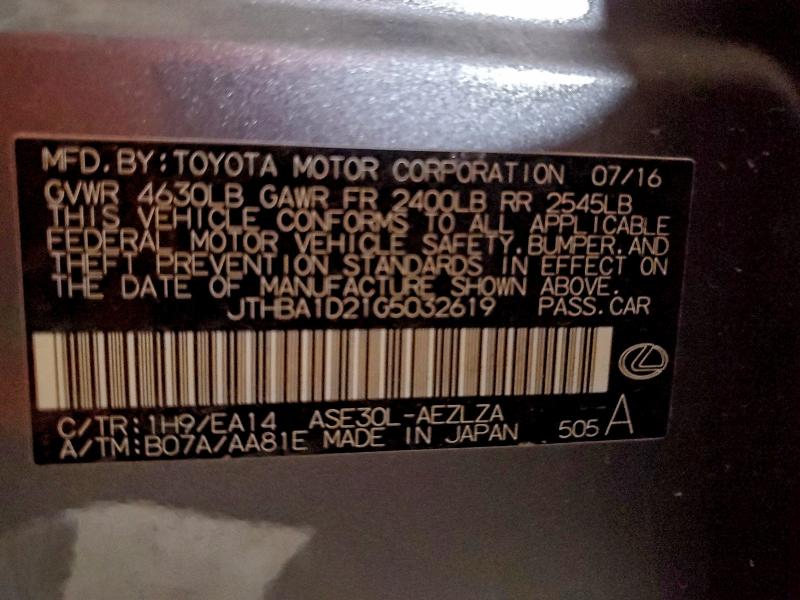 MFD. BY: TOYOTA MOTOR CORPORATION 07/16
GVWR 4630LB GAWR FR 2400LB RR 2545LB
THIS VEHICLE CONFORMS TO ALL APPLICABLE
FEDERAL MOTOR VEHICLE SAFETY, BUMPER, AND
THEFT PREVENTION STANDARDS IN EFFECT ON
THE DATE OF MANUFACTURE SHOWN ABOVE.
JTHBA1D21G5032619 PASS. CAR
C/TR: 1H9/EA14 ASE30L-AEZLZA
A/TM: B07A/AA81E MADE IN JAPAN 505 A